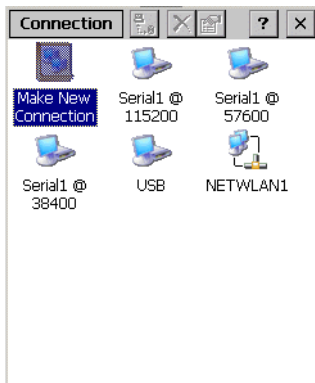 Connection ? ×
Make New Connection
Serial1 @ 115200
Serial1 @ 57600
Serial1 @ 38400
USB
NETWLAN1